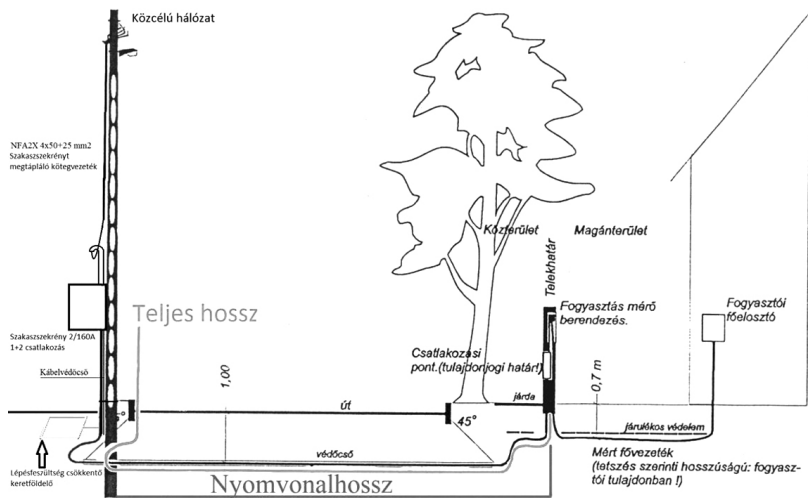 Közcélú hálózat
NFA2X 4x50+25 mm2
Szakaszszekrényt
megtápláló kötegvezeték
Közterület
Magánterület
Telekhatár
Teljes hossz
Fogyasztás mérő
berendezés.
Fogyasztói
főelosztó
Szakaszszekrény 2/160A
1+2 csatlakozás
Csatlakozási
pont.(tulajdonjogi határ!)
Kábelvédőcső
1,00
0,7 m
járda
út
45°
járulékos védelem
védőcső
Mért fővezeték
(tetszés szerinti hosszúságú: fogyasz-
tói tulajdonban !)
Lépésfeszültség csökkentő
keretföldelő
Nyomvonalhossz